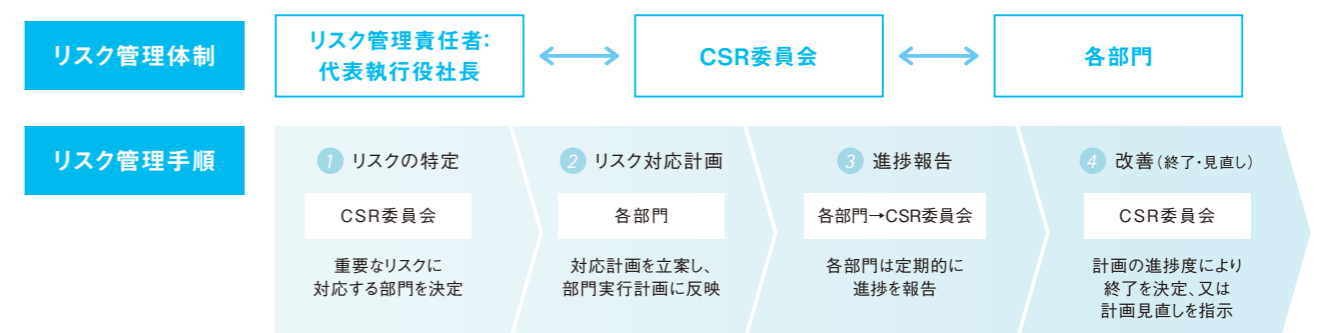 リスク管理体制
リスク管理責任者:
代表執行役社長
CSR委員会
各部門
リスク管理手順
1 リスクの特定
CSR委員会
重要なリスクに
対応する部門を決定
2 リスク対応計画
各部門
対応計画を立案し、
部門実行計画に反映
3 進捗報告
各部門→CSR委員会
各部門は定期的に
進捗を報告
4 改善(終了・見直し)
CSR委員会
計画の進捗度により
終了を決定、又は
計画見直しを指示